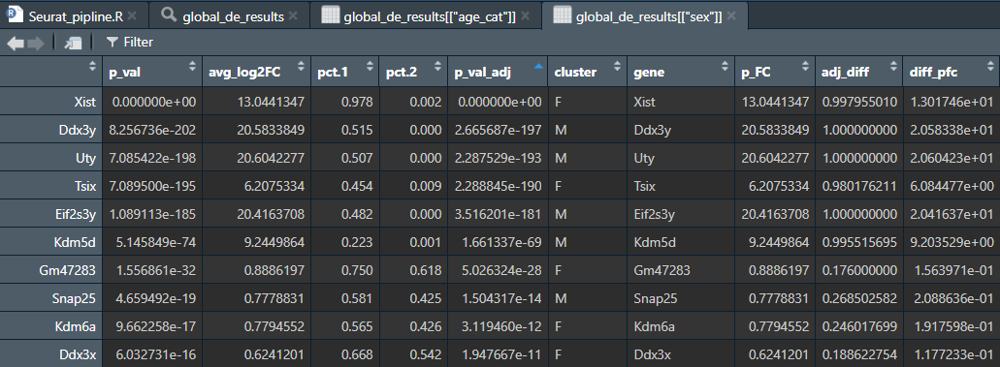 Seurat_pipline.R global_de_results global_de_results[["age_cat"]] global_de_results[["sex"]]
Filter
p_val avg_log2FC pct.1 pct.2 p_val_adj cluster gene p_FC adj_diff diff_pfc
Xist 0.000000e+00 13.0441347 0.978 0.002 0.000000e+00 F Xist 13.0441347 0.997955010 1.301746e+01
Ddx3y 8.256736e-202 20.5833849 0.515 0.000 2.665687e-197 M Ddx3y 20.5833849 1.000000000 2.058338e+01
Uty 7.085422e-198 20.6042277 0.507 0.000 2.287529e-193 M Uty 20.6042277 1.000000000 2.060423e+01
Tsix 7.089500e-195 6.2075334 0.454 0.009 2.288845e-190 F Tsix 6.2075334 0.980176211 6.084477e+00
Eif2s3y 1.089113e-185 20.4163708 0.482 0.000 3.516201e-181 M Eif2s3y 20.4163708 1.000000000 2.041637e+01
Kdm5d 5.145849e-74 9.2449864 0.223 0.001 1.661337e-69 M Kdm5d 9.2449864 0.995515695 9.203529e+00
Gm47283 1.556861e-32 0.8886197 0.750 0.618 5.026324e-28 F Gm47283 0.8886197 0.176000000 1.563971e-01
Snap25 4.659492e-19 0.7778831 0.581 0.425 1.504317e-14 M Snap25 0.7778831 0.268502582 2.088636e-01
Kdm6a 9.662258e-17 0.7794552 0.565 0.426 3.119460e-12 F Kdm6a 0.7794552 0.246017699 1.917598e-01
Ddx3x 6.032731e-16 0.6241201 0.668 0.542 1.947667e-11 F Ddx3x 0.6241201 0.188622754 1.177233e-01